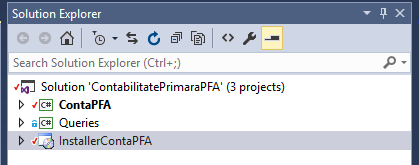 Solution Explorer
Search Solution Explorer (Ctrl+;)
Solution 'ContabilitatePrimaraPFA' (3 projects)
C# ContaPFA
C# Queries
InstallerContaPFA